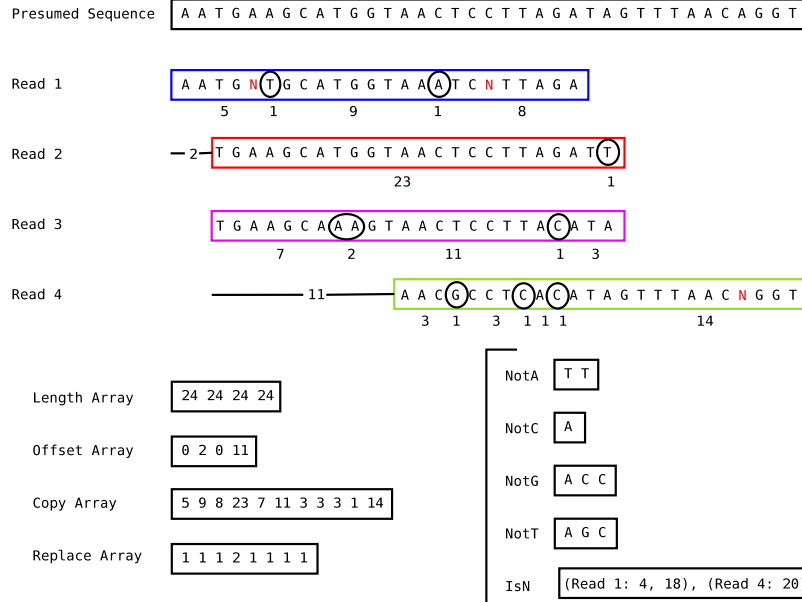 Presumed Sequence A A T G A A G C A T G G T A A C T C C T T A G A T A G T T T A A C A G G T
Read 1 A A T G N T G C A T G G T A A A T C N T T A G A
5 1 9 1 8
Read 2 2 T G A A G C A T G G T A A C T C C T T A G A T T
23 1
Read 3 T G A A G C A A A G T A A C T C C T T A C A T A
7 2 11 1 3
Read 4 11 A A C G C C T C A C A T A G T T T A A C N G G T
3 1 3 1 1 1 14
Length Array 24 24 24 24
Offset Array 0 2 0 11
Copy Array 5 9 8 23 7 11 3 3 3 1 14
Replace Array 1 1 1 2 1 1 1 1
NotA T T
NotC A
NotG A C C
NotT A G C
IsN (Read 1: 4, 18), (Read 4: 20